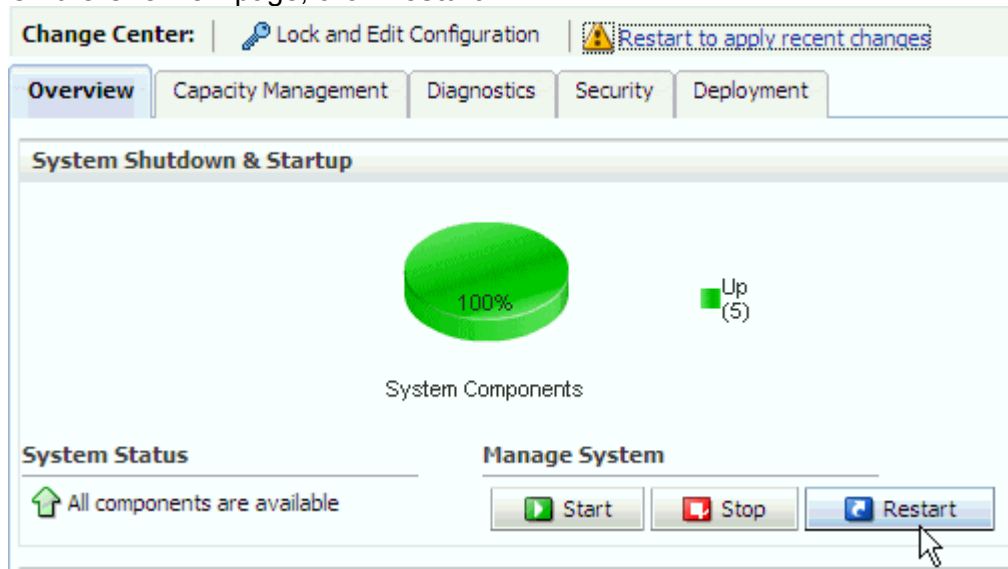 Change Center: Lock and Edit Configuration Restart to apply recent changes
Overview Capacity Management Diagnostics Security Deployment
System Shutdown & Startup
100%
Up
(5)
System Components
System Status Manage System
All components are available Start Stop Restart